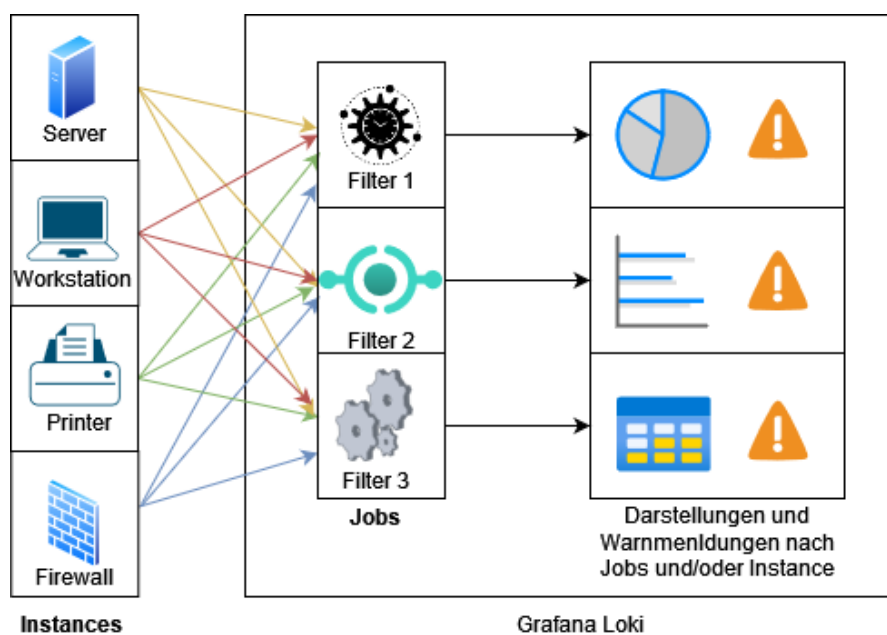 Server
Workstation
Printer
Firewall
Instances
Filter 1
Filter 2
Filter 3
Jobs
Darstellungen und
Warnmenldungen nach
Jobs und/oder Instance
Grafana Loki